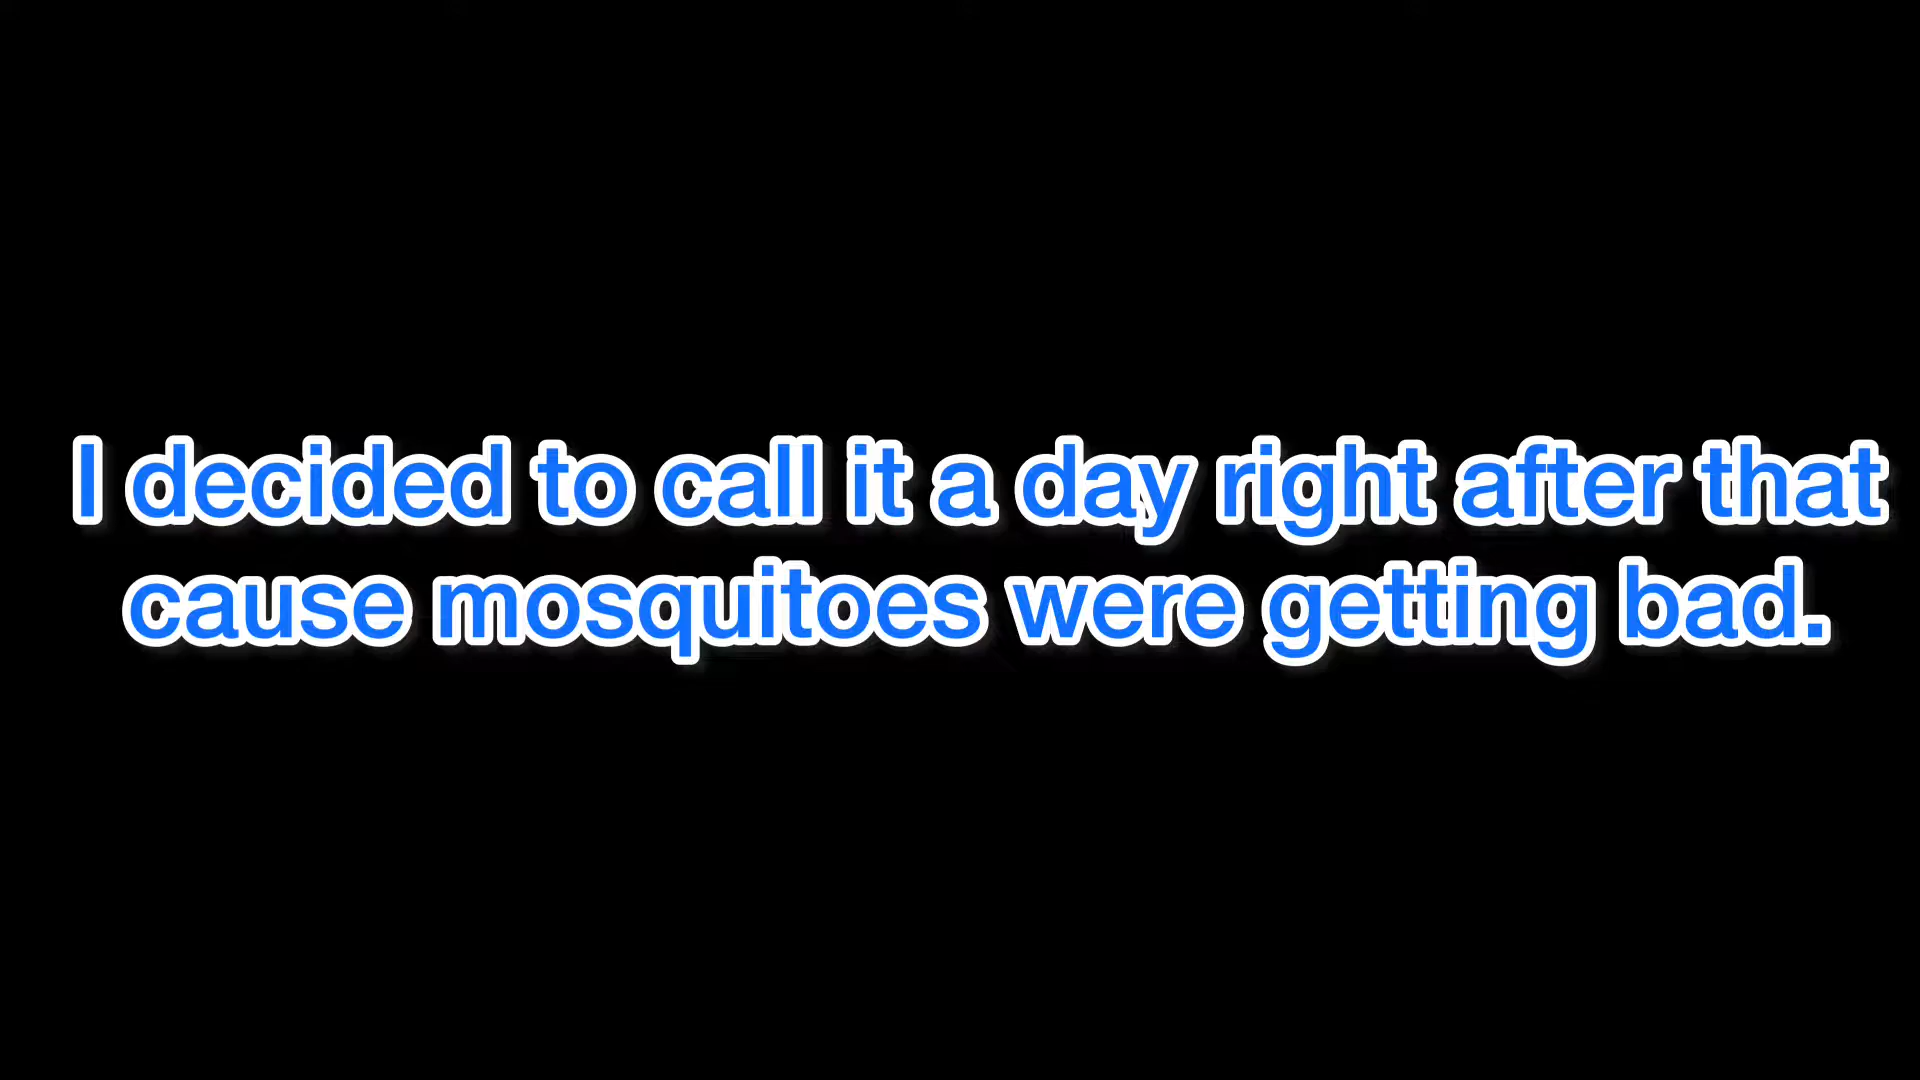 I decided to call it a day right after that
cause mosquitoes were getting bad.